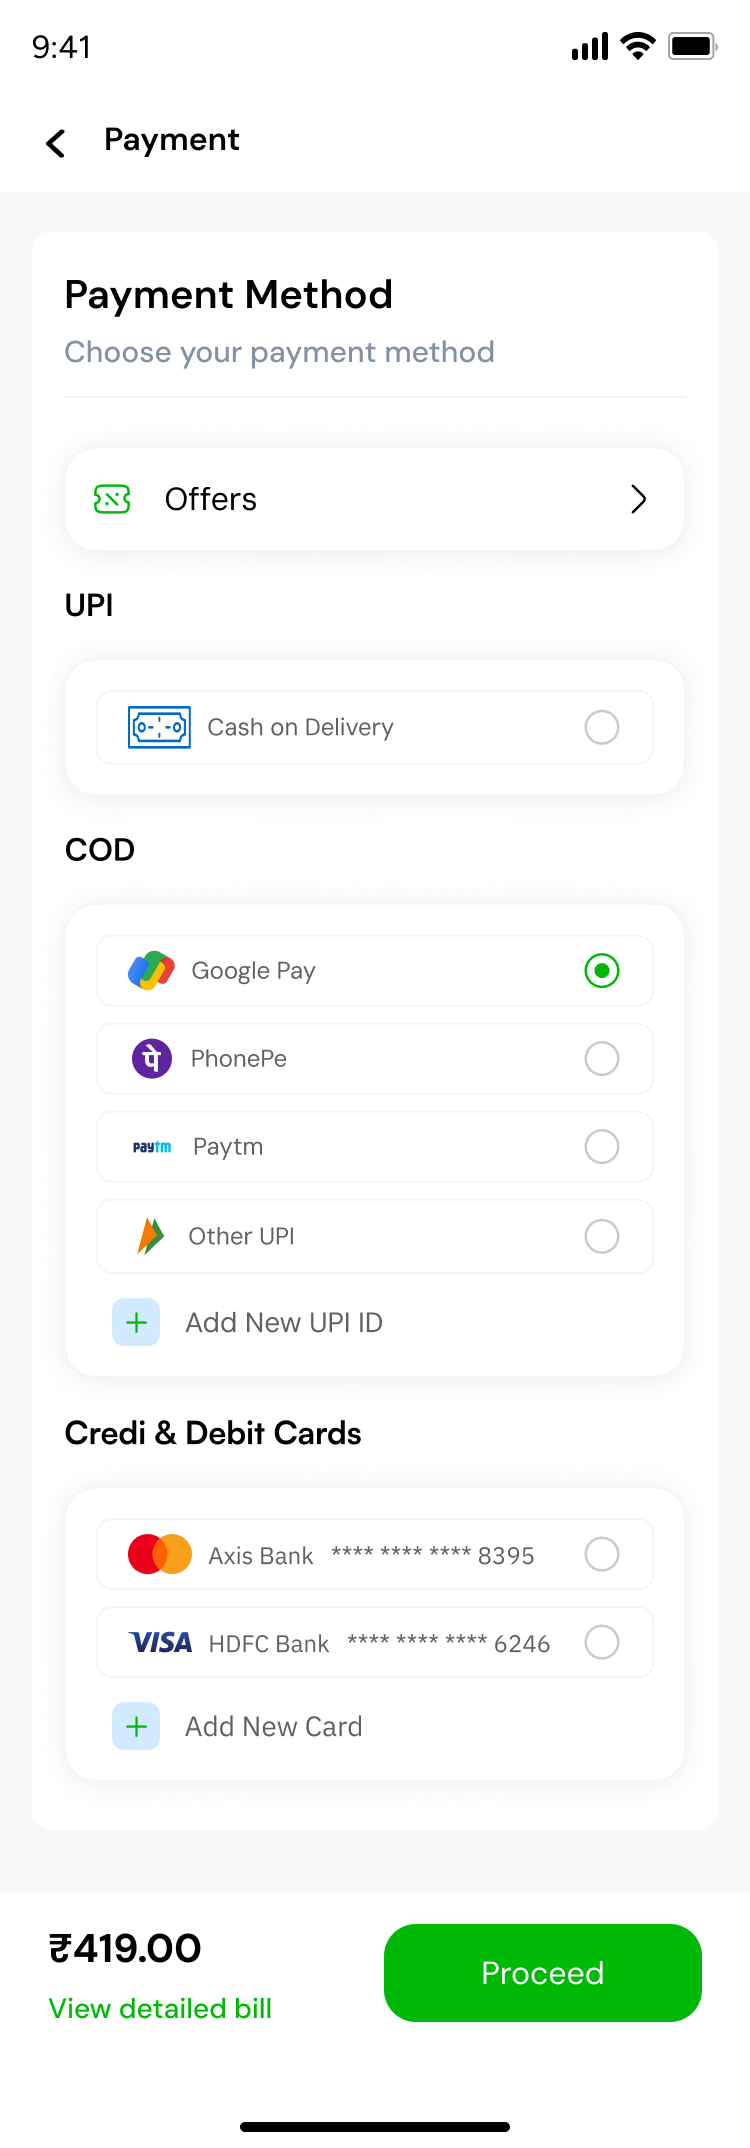 9:41
Payment
Payment Method
Choose your payment method
Offers
UPI
Cash on Delivery
COD
Google Pay
पे PhonePe
paytm Paytm
Other UPI
+ Add New UPI ID
Credi & Debit Cards
Axis Bank **** **** **** 8395
VISA HDFC Bank **** **** **** 6246
+ Add New Card
₹419.00
View detailed bill
Proceed